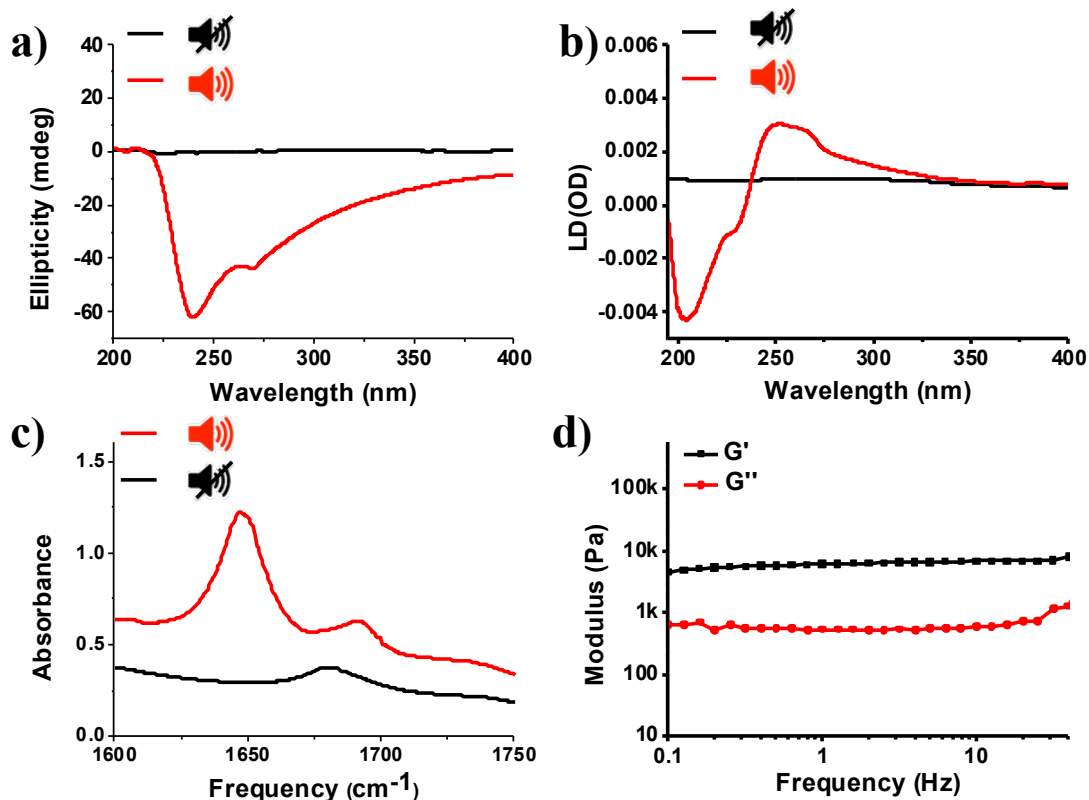 a)
40
20
0
-20
-40
-60
Ellipticity (mdeg)
200 250 300 350 400
Wavelength (nm)
b)
0.006
0.004
0.002
0.000
-0.002
-0.004
LD(OD)
200 250 300 350 400
Wavelength (nm)
c)
1.5
1.0
0.5
0.0
Absorbance
1600 1650 1700 1750
Frequency (cm-1)
d)
G'
G''
100k
10k
1k
100
10
Modulus (Pa)
0.1 1 10
Frequency (Hz)